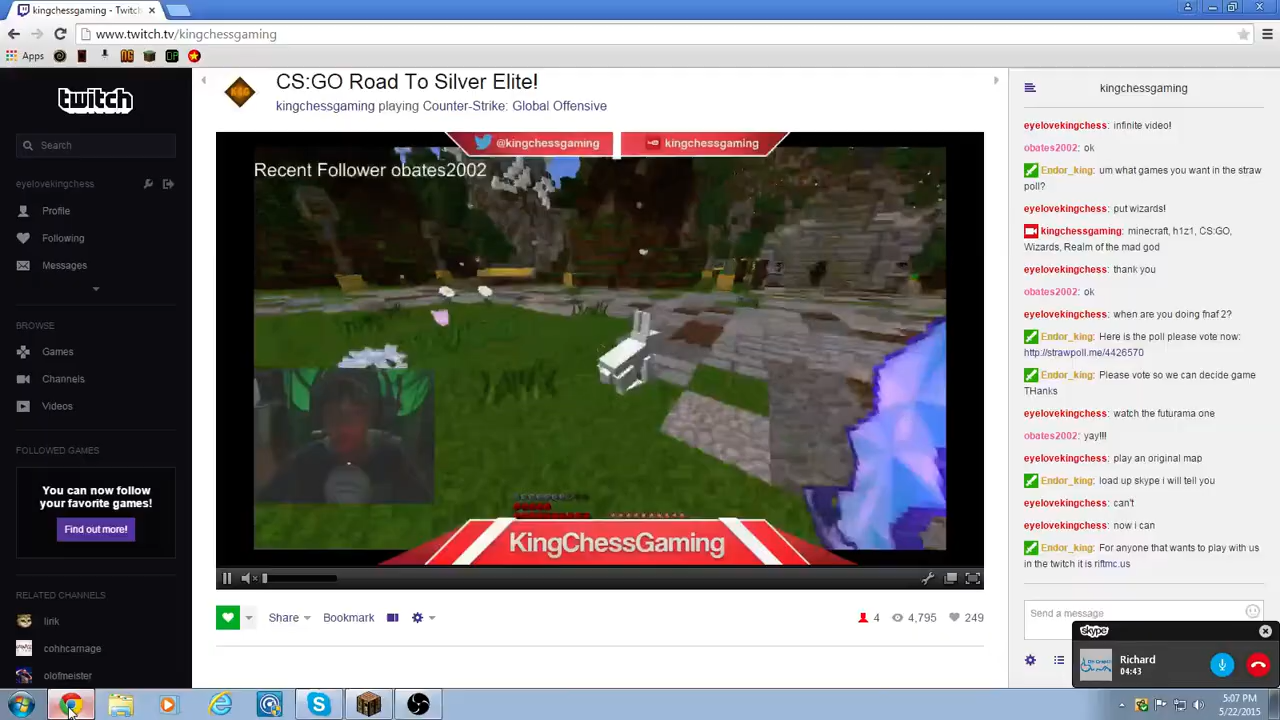 kingchessgaming - Twitch
www.twitch.tv/kingchessgaming
Apps
twitch
Search
eyelovekingchess
Profile
Following
Messages
BROWSE
Games
Channels
Videos
FOLLOWED GAMES
You can now follow
your favorite games!
Find out more!
RELATED CHANNELS
lirik
cohhcarnage
olofmeister
CS:GO Road To Silver Elite!
kingchessgaming playing Counter-Strike: Global Offensive
@kingchessgaming
kingchessgaming
Recent Follower obates2002
KingChessGaming
Share
Bookmark
4
4,795
249
kingchessgaming
eyelovekingchess: infinite video!
obates2002: ok
Endor_king: um what games you want in the straw
poll?
eyelovekingchess: put wizards!
kingchessgaming: minecraft, h1z1, CS:GO,
Wizards, Realm of the mad god
eyelovekingchess: thank you
obates2002: ok
eyelovekingchess: when are you doing fnaf 2?
Endor_king: Here is the poll please vote now:
http://strawpoll.me/4426570
Endor_king: Please vote so we can decide game
THanks
eyelovekingchess: watch the futurama one
obates2002: yay!!!
eyelovekingchess: play an original map
Endor_king: load up skype i will tell you
eyelovekingchess: can't
eyelovekingchess: now i can
Endor_king: For anyone that wants to play with us
in the twitch it is riftmc.us
Send a message
skype
Richard
04:43
5:07 PM
5/22/2015